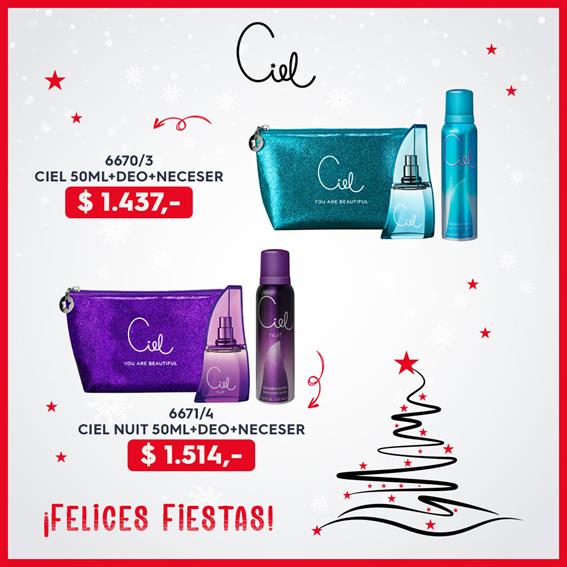 Ciel
6670/3
CIEL 50ML+DEO+NECESER
$ 1.437,-
Ciel
YOU ARE BEAUTIFUL
Ciel
Ciel
Ciel
YOU ARE BEAUTIFUL
Ciel
nuit
Ciel
nuit
6671/4
CIEL NUIT 50ML+DEO+NECESER
$ 1.514,-
¡FELICES FIESTAS!